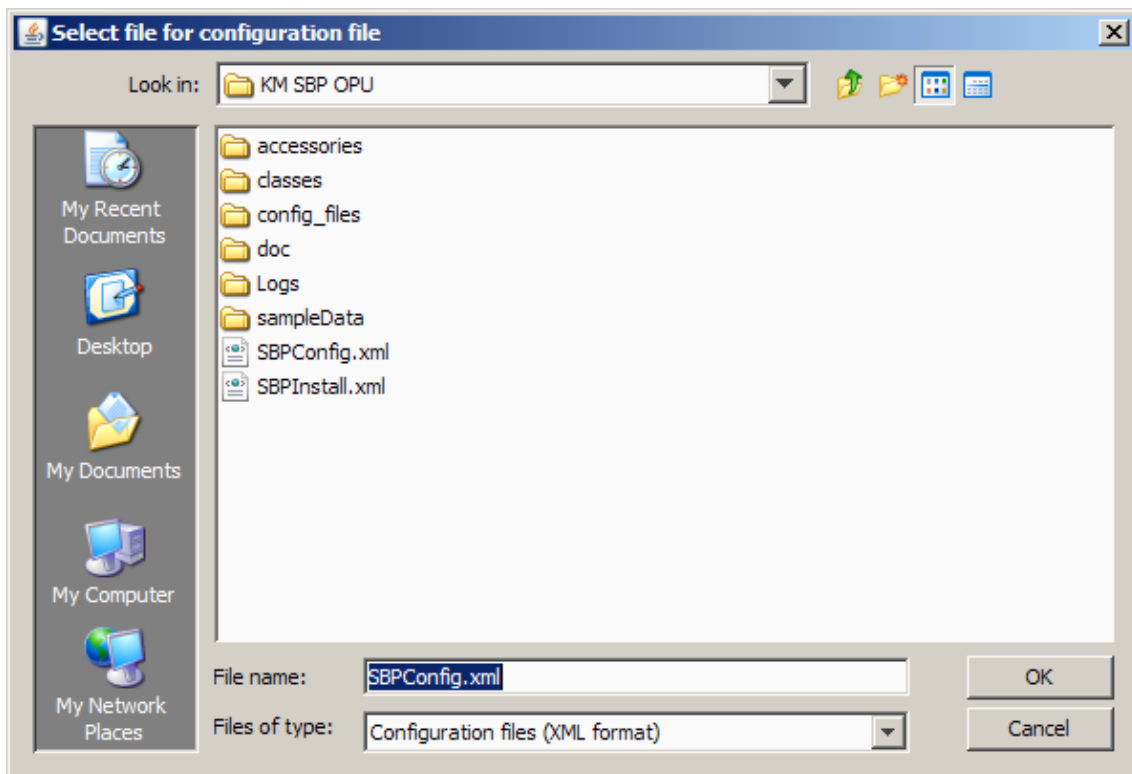 Select file for configuration file
Look in: KM SBP OPU
My Recent
Documents
Desktop
My Documents
My Computer
My Network
Places
accessories
classes
config_files
doc
Logs
sampleData
SBPConfig.xml
SBPInstall.xml
File name: SBPConfig.xml OK
Files of type: Configuration files (XML format) Cancel